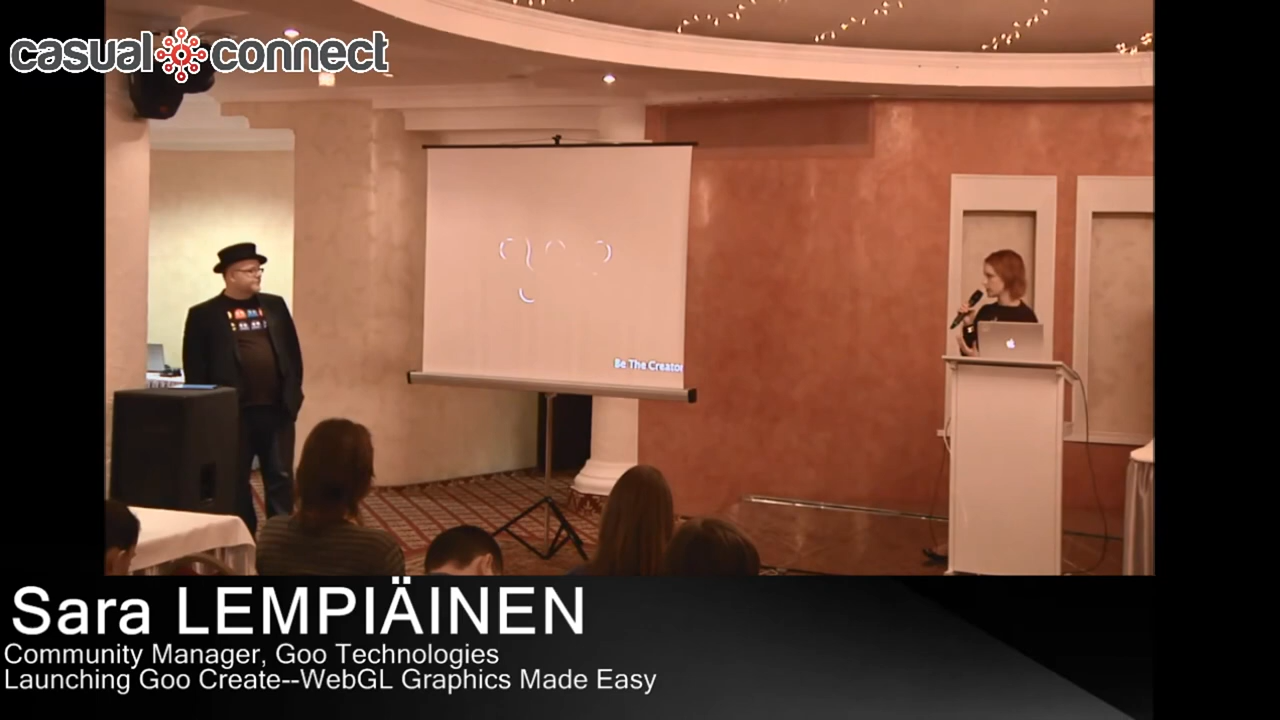 casual connect
Be The Creator
Sara LEMPIÄINEN
Community Manager, Goo Technologies
Launching Goo Create--WebGL Graphics Made Easy